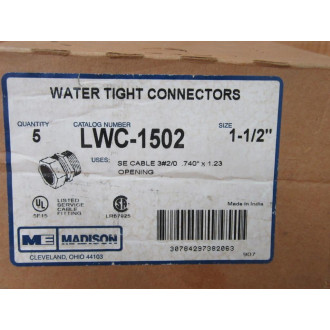 WATER TIGHT CONNECTORS
QUANTITY CATALOG NUMBER SIZE
5 LWC-1502 1-1/2"
USES: SE CABLE 3#2/0 .740" x 1.23
OPENING
LISTED
SERVICE
CABLE
FITTING
Made in India
ME MADISON
CLEVELAND, OHIO 44103